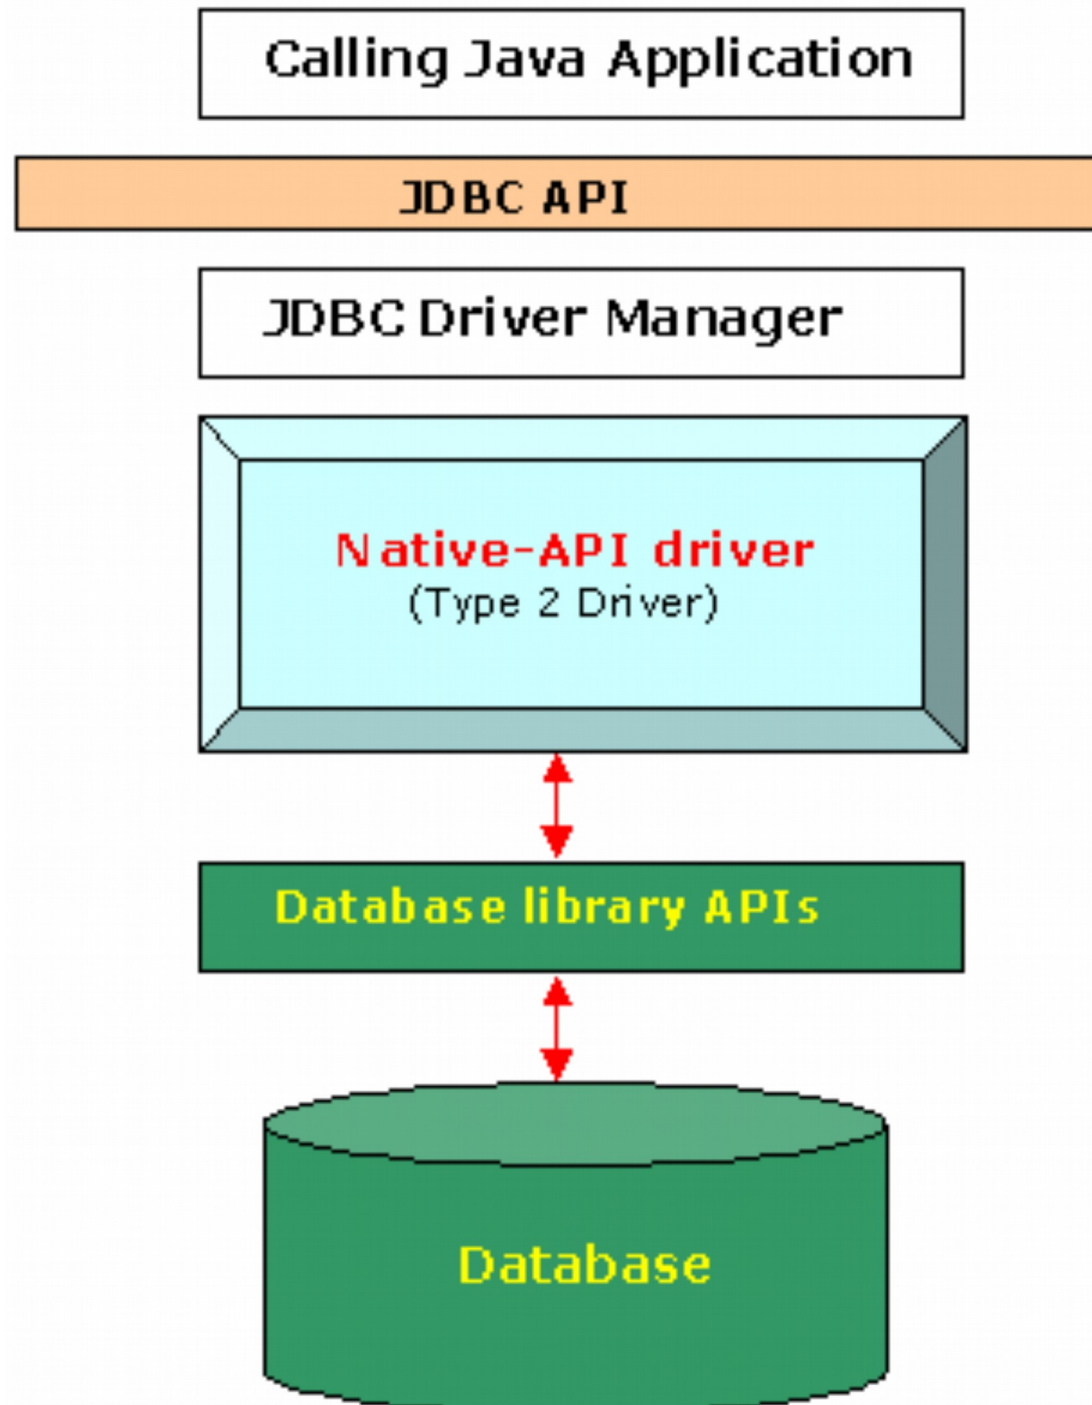 Calling Java Application
JDBC API
JDBC Driver Manager
Native-API driver
(Type 2 Driver)
Database library APIs
Database